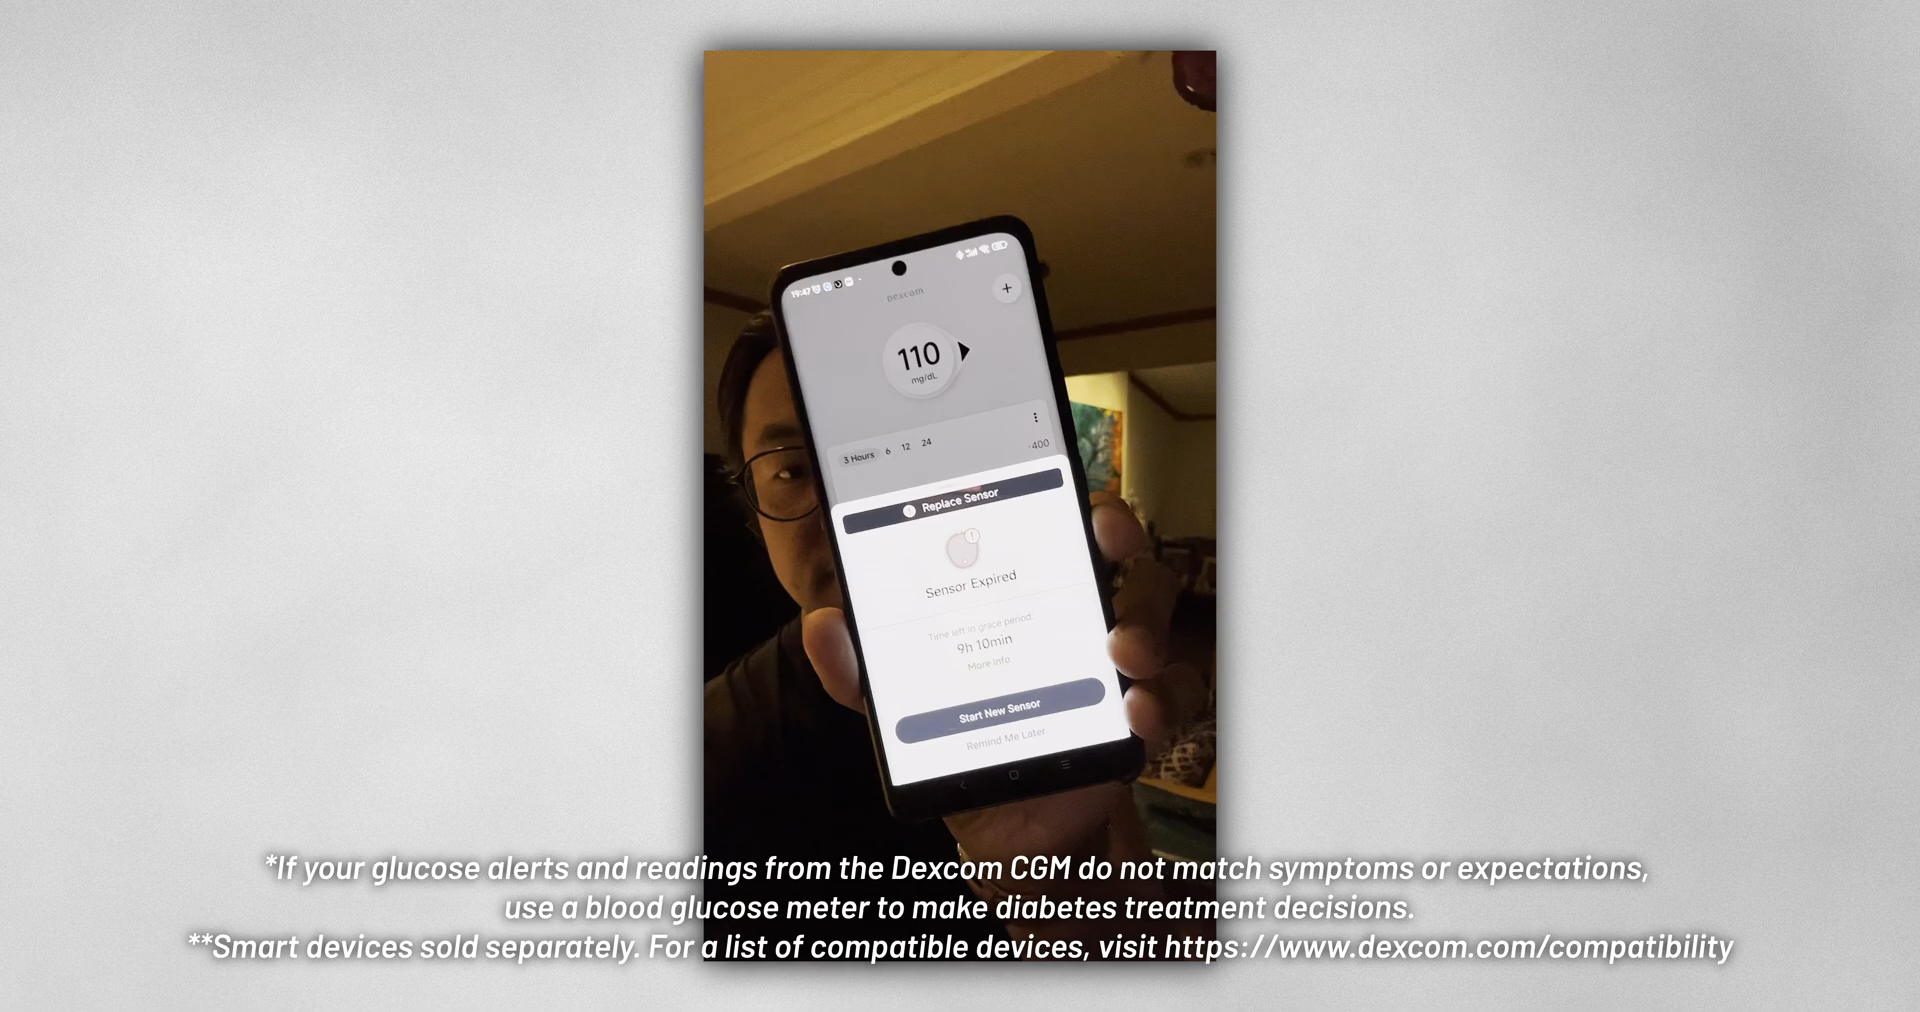 19:47
Dexcom
+
110
mg/dL
3 Hours 6 12 24
400
Replace Sensor
!
Sensor Expired
Time left in grace period:
9h 10min
More info
Start New Sensor
Remind Me Later
*If your glucose alerts and readings from the Dexcom CGM do not match symptoms or expectations,
use a blood glucose meter to make diabetes treatment decisions.
**Smart devices sold separately. For a list of compatible devices, visit https://www.dexcom.com/compatibility